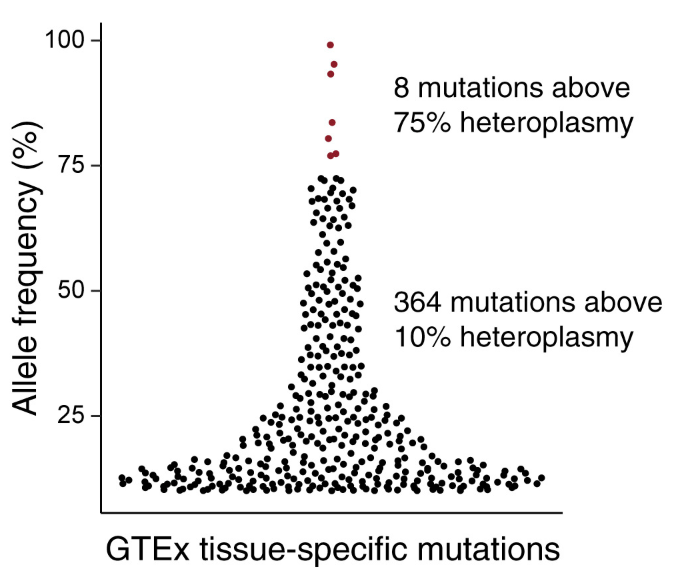 100
8 mutations above
75% heteroplasmy
75
Allele frequency (%)
50
364 mutations above
10% heteroplasmy
25
GTEx tissue-specific mutations